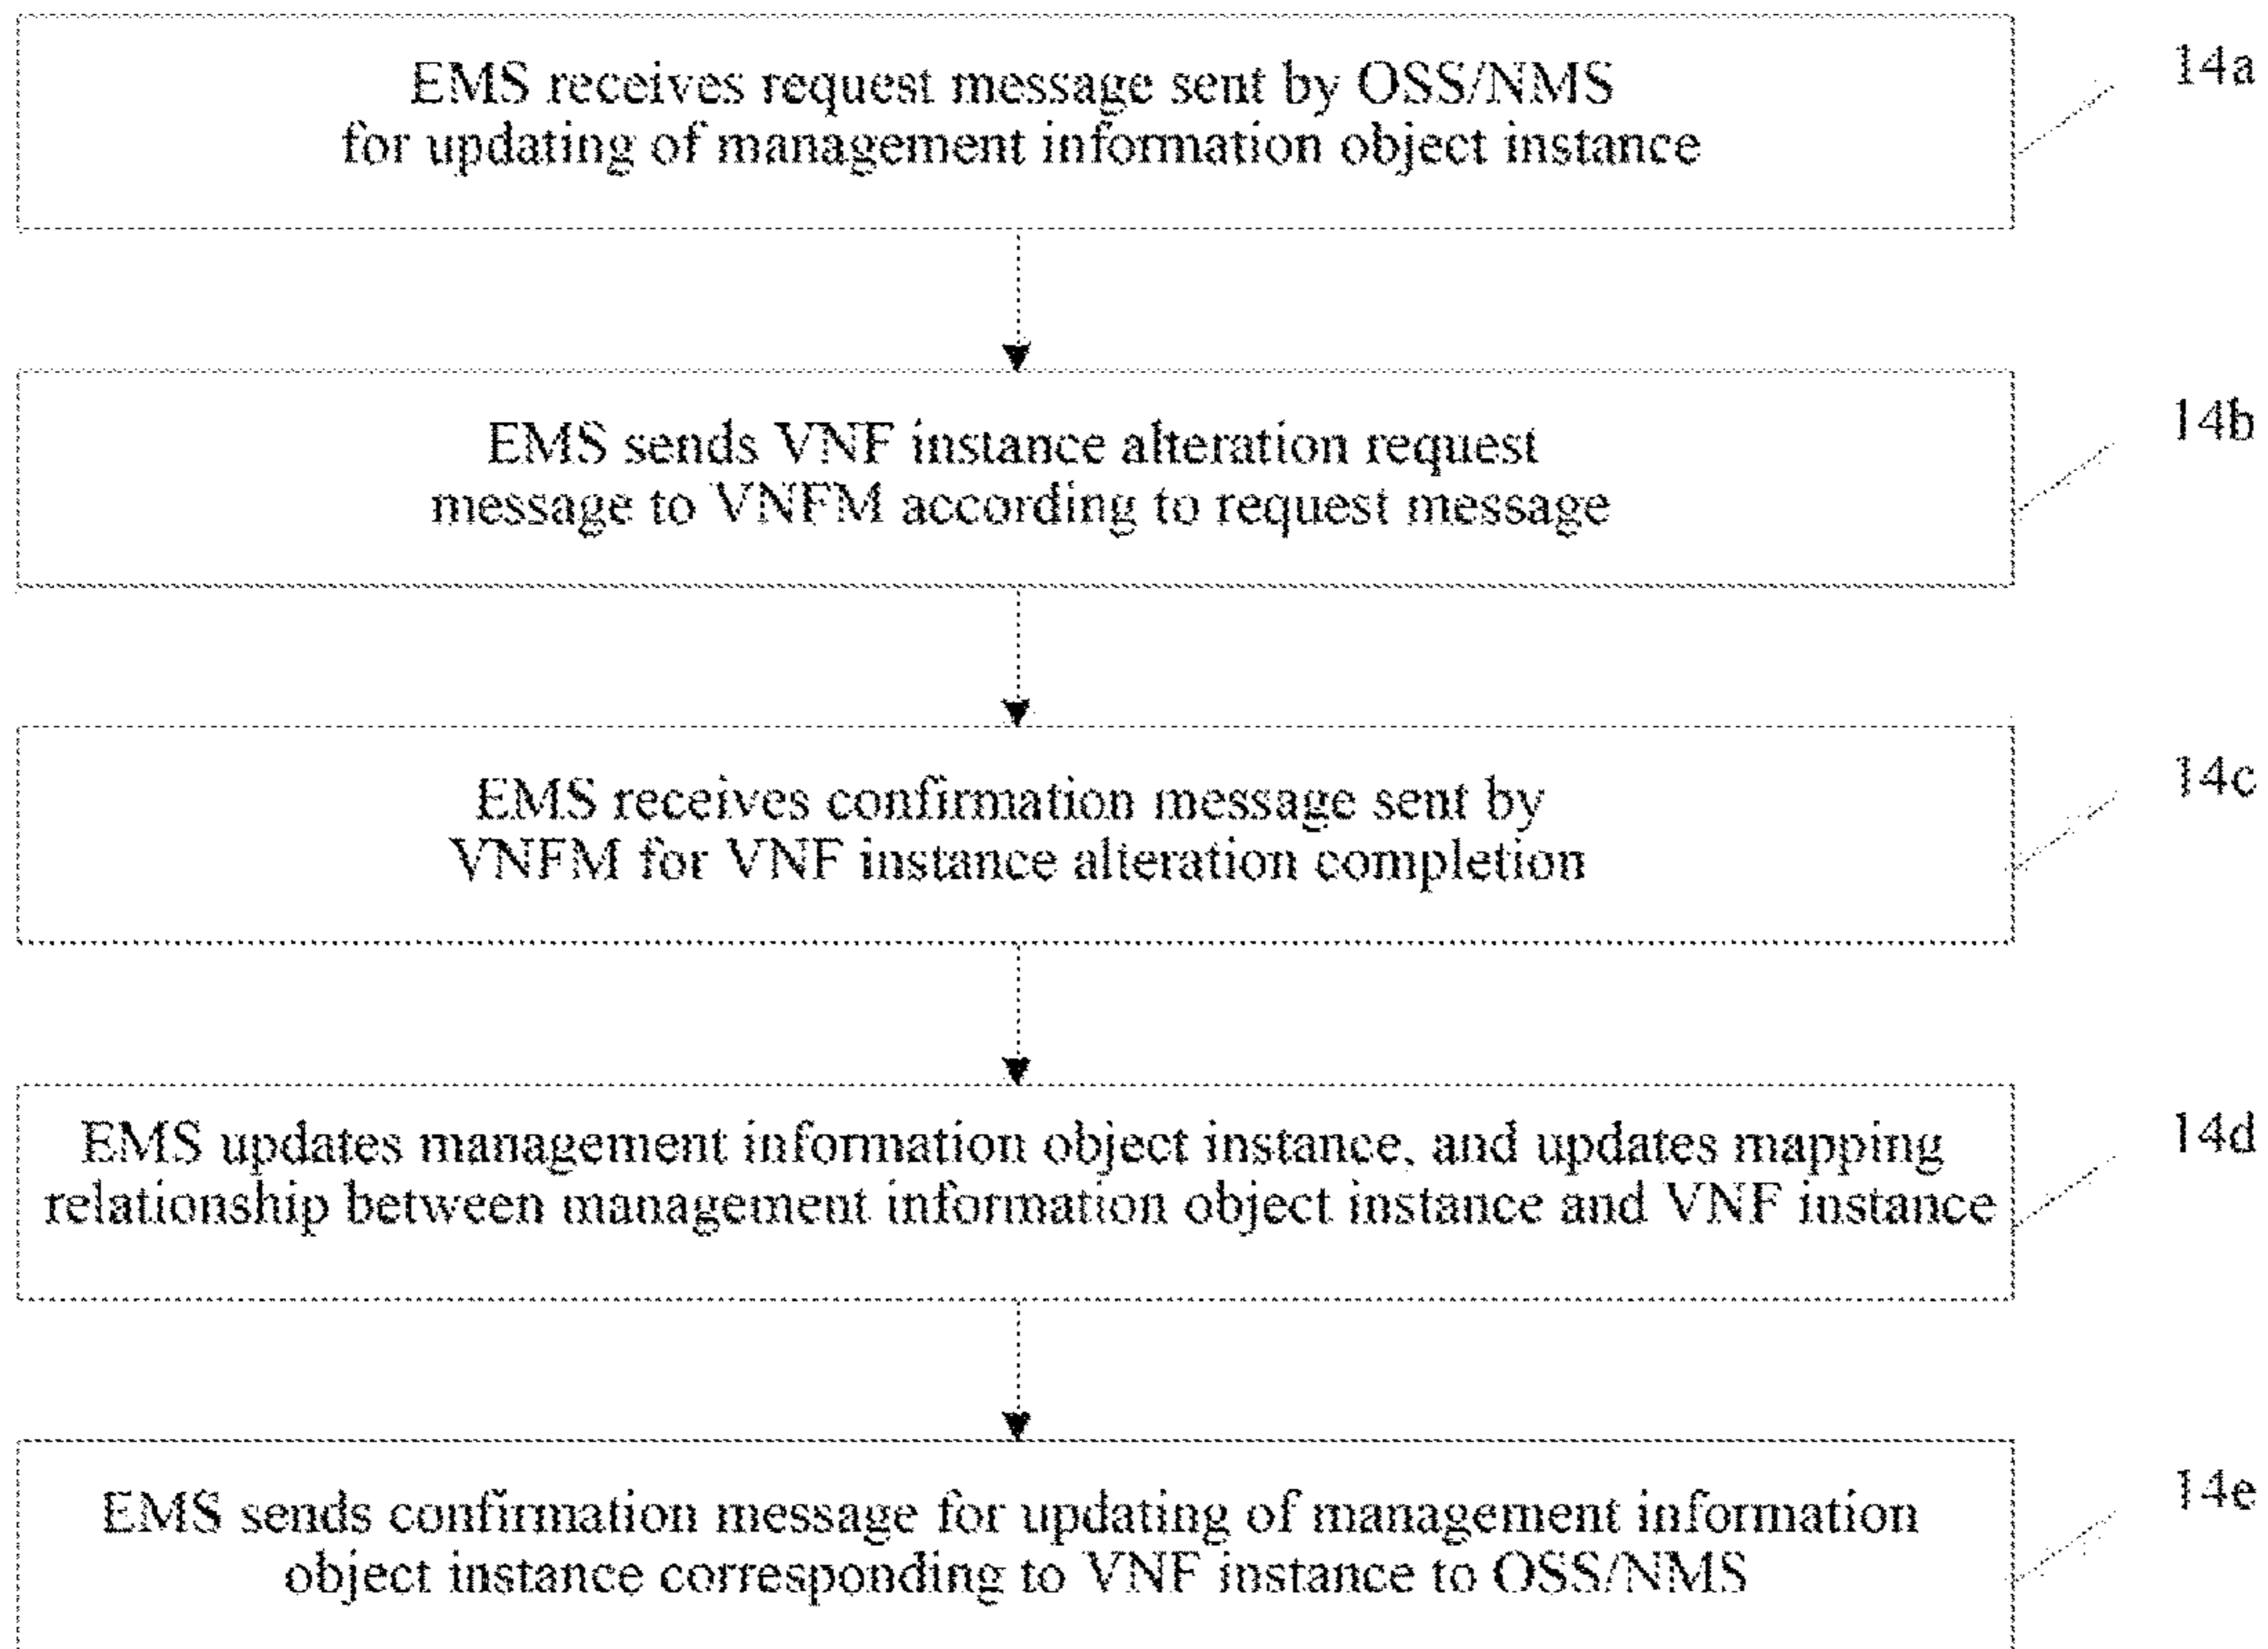 EMS receives request message sent by OSS/NMS
for updating of management information object instance
14a
EMS sends VNF instance alteration request
message to VNFM according to request message
14b
EMS receives confirmation message sent by
VNFM for VNF instance alteration completion
14c
EMS updates management information object instance, and updates mapping
relationship between management information object instance and VNF instance
14d
EMS sends confirmation message for updating of management information
object instance corresponding to VNF instance to OSS/NMS
14e